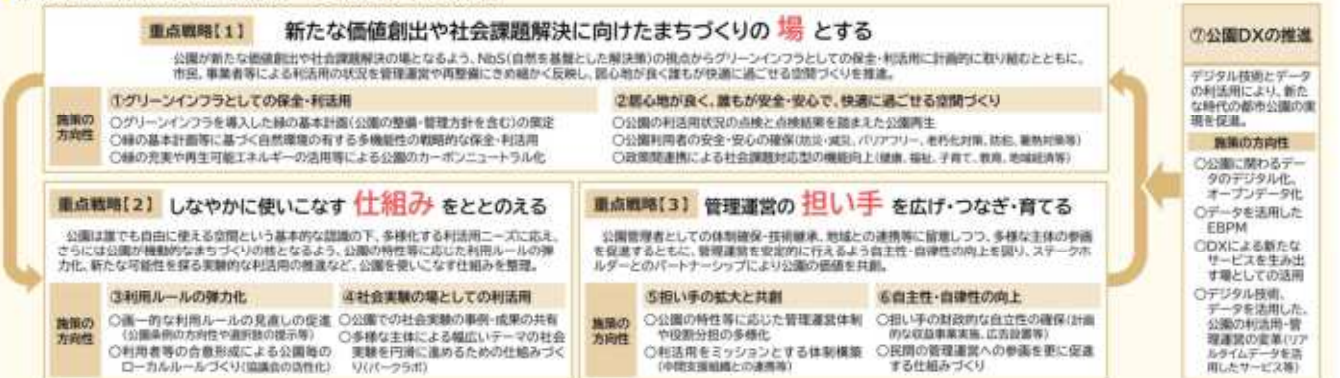 重点戦略【1】 新たな価値創出や社会課題解決に向けたまちづくりの 場 とする
公園が新たな価値創出や社会課題解決の場となるよう、NbS(自然を基盤とした解決策)の視点からグリーンインフラとしての保全・利活用に計画的に取り組むとともに、
市民、事業者等による利活用の状況を管理運営や再整備にきめ細かく反映し、居心地が良く誰もが快適に過ごせる空間づくりを推進。
施策の
方向性
①グリーンインフラとしての保全・利活用
○グリーンインフラを導入した緑の基本計画(公園の整備・管理方針を含む)の策定
○緑の基本計画等に基づく自然環境の有する多機能性の戦略的な保全・利活用
○緑の充実や再生可能エネルギーの活用等による公園のカーボンニュートラル化
②居心地が良く、誰もが安全・安心で、快適に過ごせる空間づくり
○公園の利活用状況の点検と点検結果を踏まえた公園再生
○公園利用者の安全・安心の確保(防災・減災、バリアフリー、老朽化対策、防犯、暑熱対策等)
○政策間連携による社会課題対応型の機能向上(健康、福祉、子育て、教育、地域経済等)
重点戦略【2】 しなやかに使いこなす 仕組み をととのえる
公園は誰でも自由に使える空間という基本的な認識の下、多様化する利活用ニーズに応え、
さらには公園が機動的なまちづくりの核となるよう、公園の特性等に応じた利用ルールの弾
力化、新たな可能性を探る実験的な利活用の推進など、公園を使いこなす仕組みを整理。
施策の
方向性
③利用ルールの弾力化
○画一的な利用ルールの見直しの促進
(公園条例の方向性や選択肢の提示等)
○利用者等の合意形成による公園毎の
ローカルルールづくり(協議会の活性化)
④社会実験の場としての利活用
○公園での社会実験の事例・成果の共有
○多様な主体による幅広いテーマの社会
実験を円滑に進めるための仕組みづく
り(パークラボ)
重点戦略【3】 管理運営の 担い手 を広げ・つなぎ・育てる
公園管理者としての体制確保・技術継承、地域との連携等に留意しつつ、多様な主体の参画
を促進するともに、管理運営を安定的に行えるよう自主性・自律性の向上を図り、ステークホ
ルダーとのパートナーシップにより公園の価値を共創。
施策の
方向性
⑤担い手の拡大と共創
○公園の特性等に応じた管理運営体制
や役割分担の多様化
○利活用をミッションとする体制構築
(中間支援組織との連携等)
⑥自主性・自律性の向上
○担い手の財政的な自立性の確保(計画
的な収益事業実施、広告設置等)
○民間の管理運営への参画を更に促進
する仕組みづくり
⑦公園DXの推進
デジタル技術とデータ
の利活用により、新た
な時代の都市公園の実
現を促進。
施策の方向性
○公園に関わるデー
タのデジタル化、
オープンデータ化
○データを活用した
EBPM
○DXによる新たな
サービスを生み出
す場としての活用
○デジタル技術、
データを活用した、
公園の利活用・管
理運営の変革(リア
ルタイムデータを活
用したサービス等)